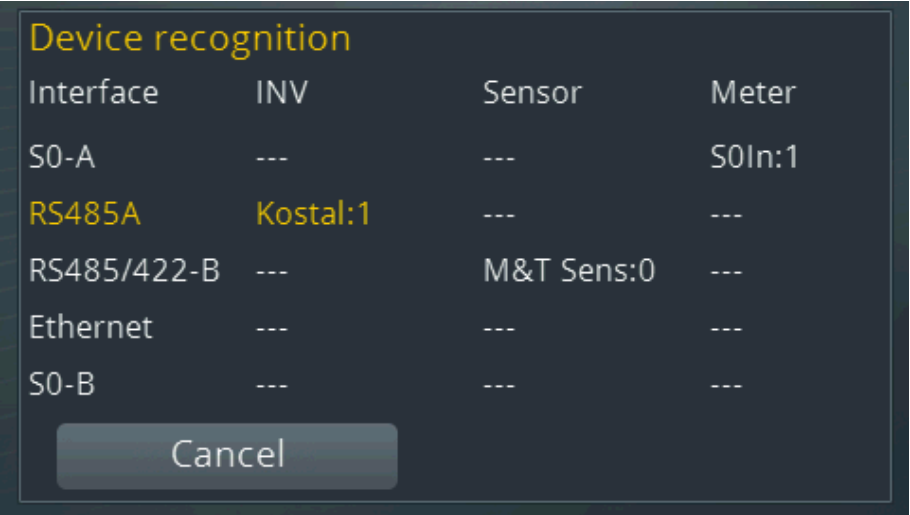 Device recognition
Interface INV Sensor Meter
S0-A --- --- S0In:1
RS485A Kostal:1 --- ---
RS485/422-B --- M&T Sens:0 ---
Ethernet --- --- ---
S0-B --- --- ---
Cancel